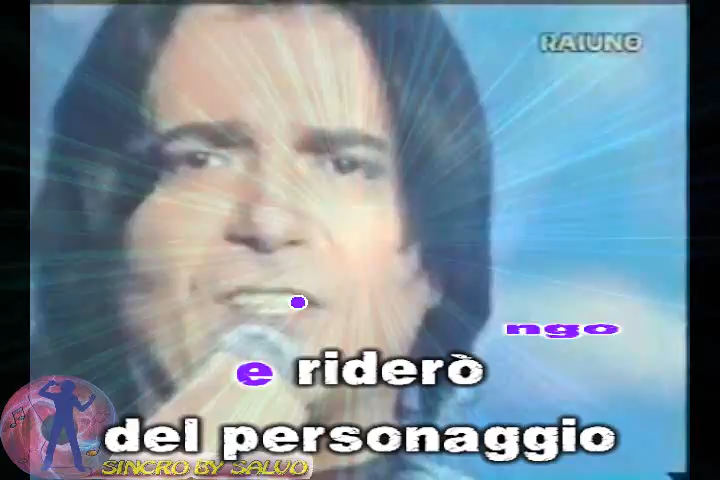 RAIUNO
ngo
e riderò
del personaggio
SINCRO BY SALVO